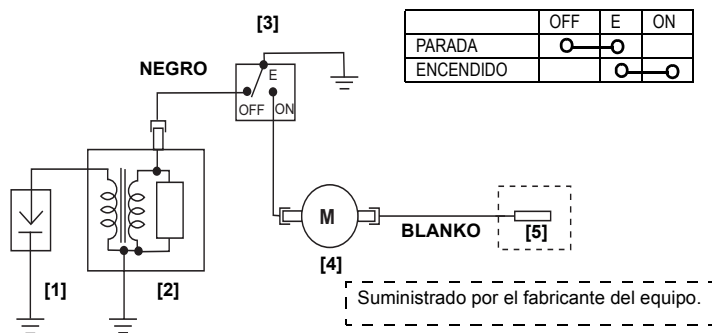 [3]
OFF E ON
PARADA
ENCENDIDO
NEGRO
E
OFF ON
M
BLANKO
[5]
[4]
[1]
[2]
Suministrado por el fabricante del equipo.